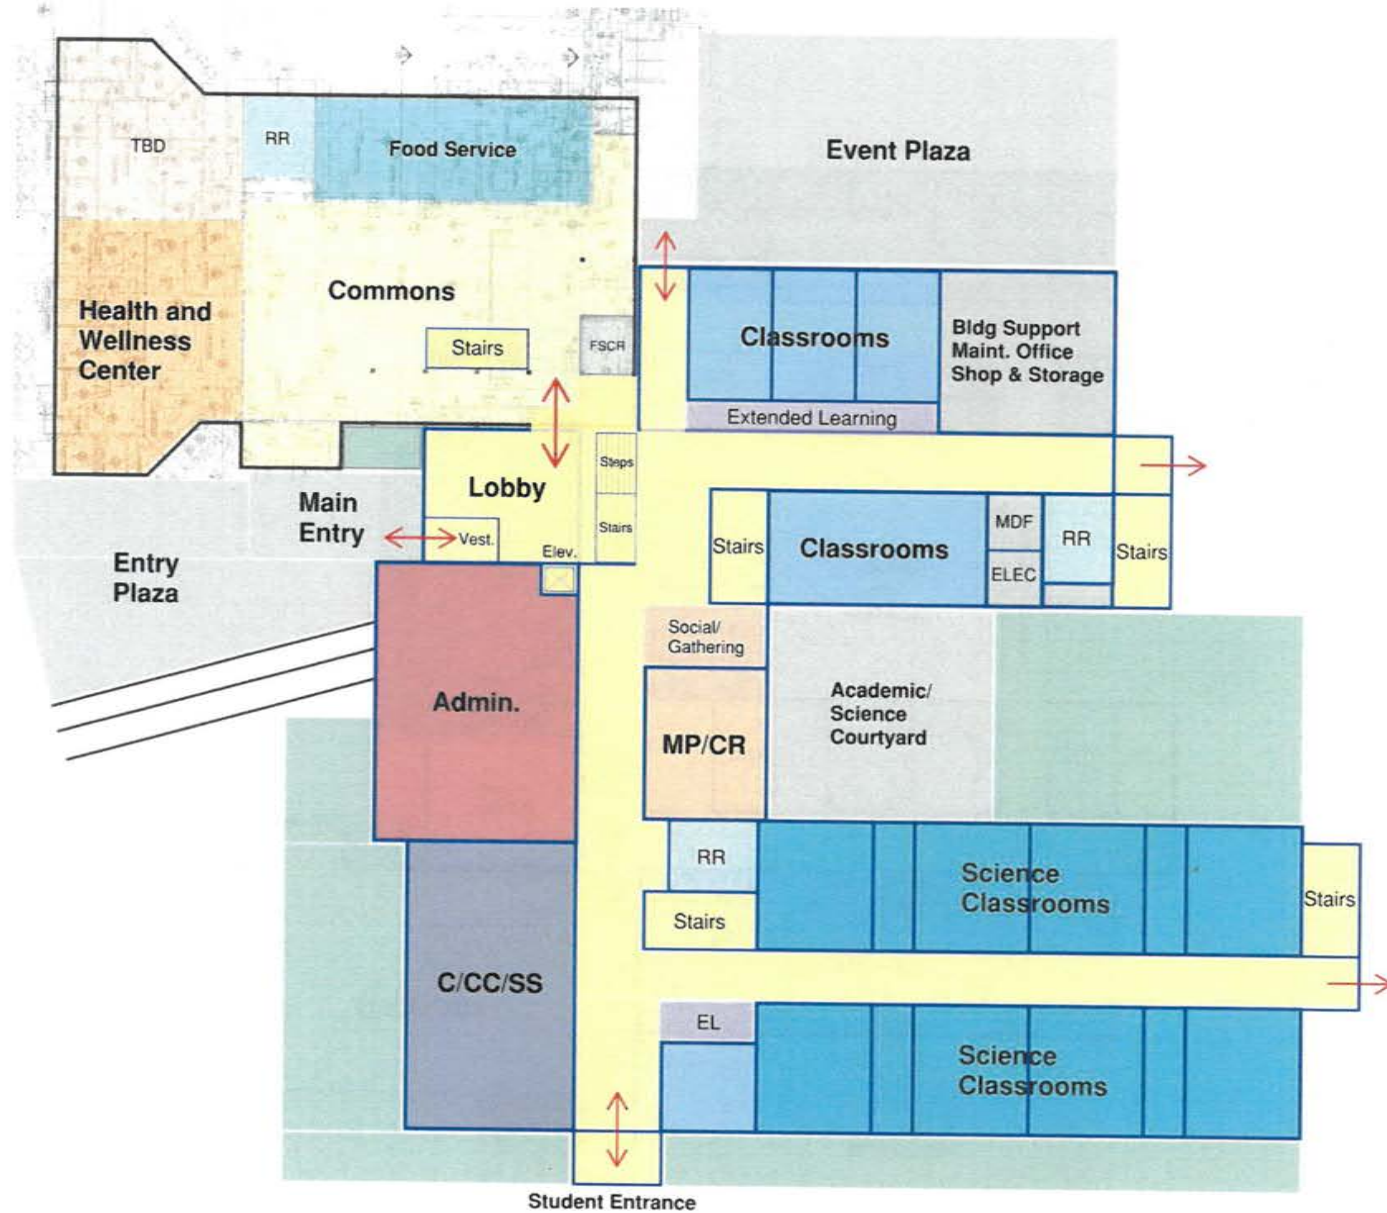 TBD
RR
Food Service
Event Plaza
Health and
Wellness
Center
Commons
Stairs
FSCR
Classrooms
Extended Learning
Bldg Support
Maint. Office
Shop & Storage
Main
Entry
Lobby
Steps
Stairs
Vest.
Elev.
Entry
Plaza
Stairs
Classrooms
MDF
ELEC
RR
Stairs
Social/
Gathering
Admin.
MP/CR
Academic/
Science
Courtyard
RR
Stairs
Science
Classrooms
Stairs
C/CC/SS
EL
Science
Classrooms
Student Entrance